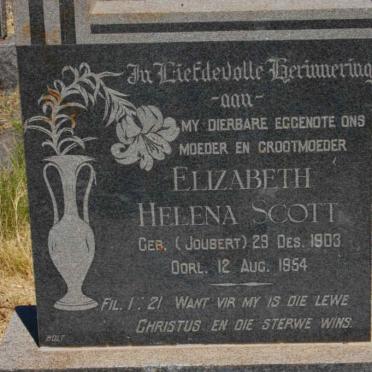 In Liefdevolle Herinnering
-aan-
MY DIERBARE EGGENOTE ONS
MOEDER EN GROOTMOEDER
ELIZABETH
HELENA SCOTT
GEB. (JOUBERT) 29 DES. 1903
OORL. 12 AUG. 1954
FIL. 1:21 WANT VIR MY IS DIE LEWE
CHRISTUS EN DIE STERWE WINS.
BOLT